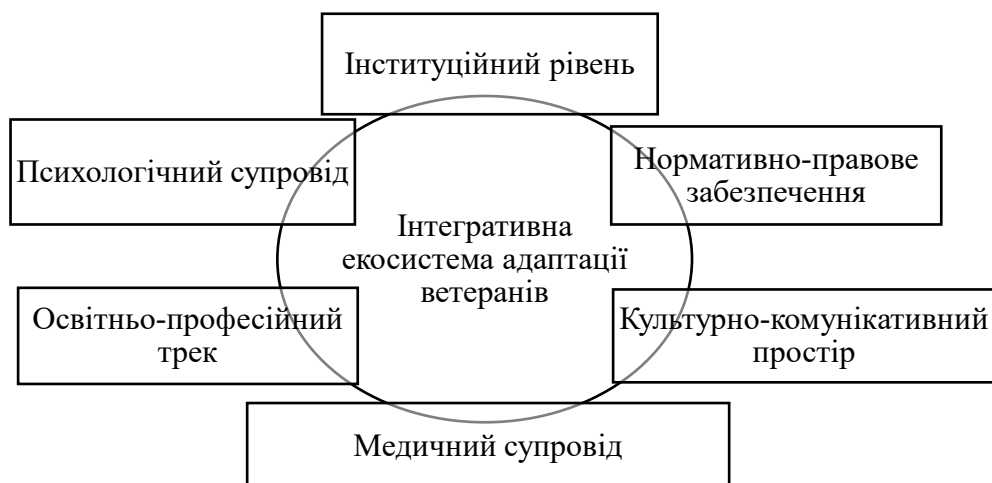 Інституційний рівень
Психологічний супровід
Нормативно-правове
забезпечення
Інтегративна
екосистема адаптації
ветеранів
Освітньо-професійний
трек
Культурно-комунікативний
простір
Медичний супровід